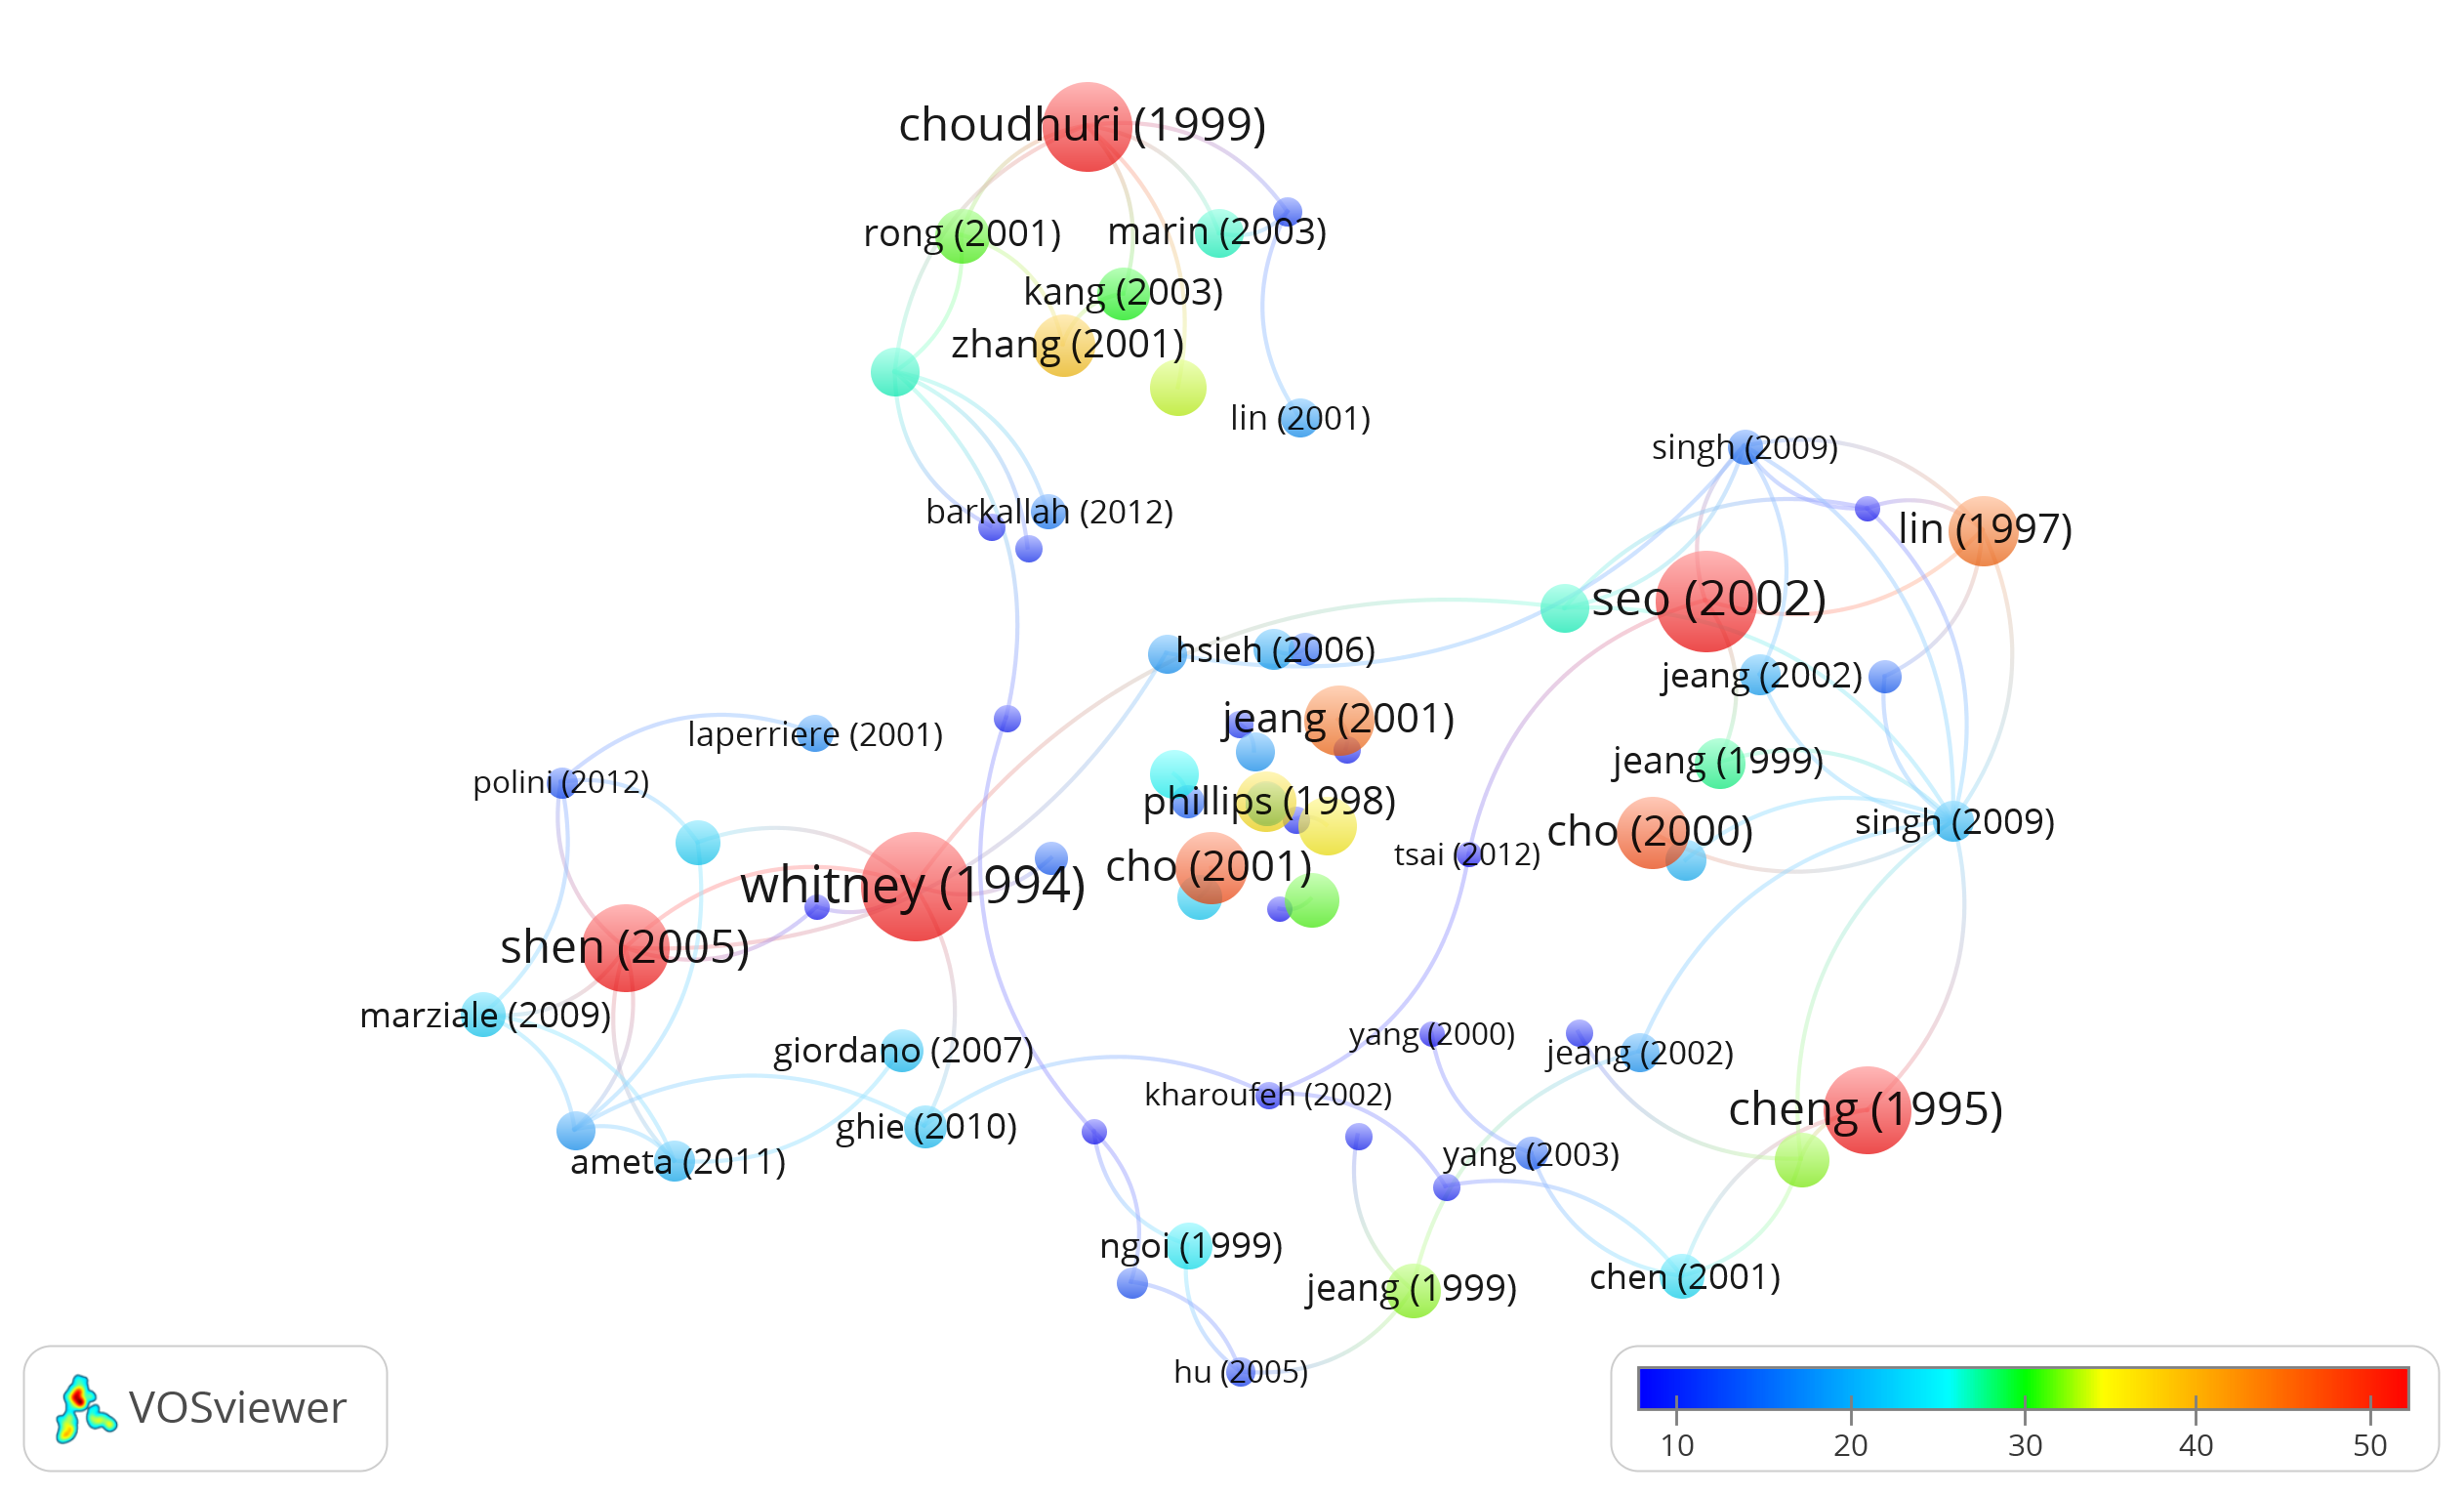 choudhuri (1999)
rong (2001)
marin (2003)
kang (2003)
zhang (2001)
lin (2001)
singh (2009)
barkallah (2012)
lin (1997)
seo (2002)
hsieh (2006)
jeang (2002)
jeang (2001)
laperriere (2001)
jeang (1999)
polini (2012)
phillips (1998)
cho (2000)
singh (2009)
tsai (2012)
cho (2001)
whitney (1994)
shen (2005)
marziale (2009)
yang (2000)
giordano (2007)
jeang (2002)
kharoufeh (2002)
cheng (1995)
ghie (2010)
yang (2003)
ameta (2011)
ngoi (1999)
chen (2001)
jeang (1999)
hu (2005)
VOSviewer
10 20 30 40 50